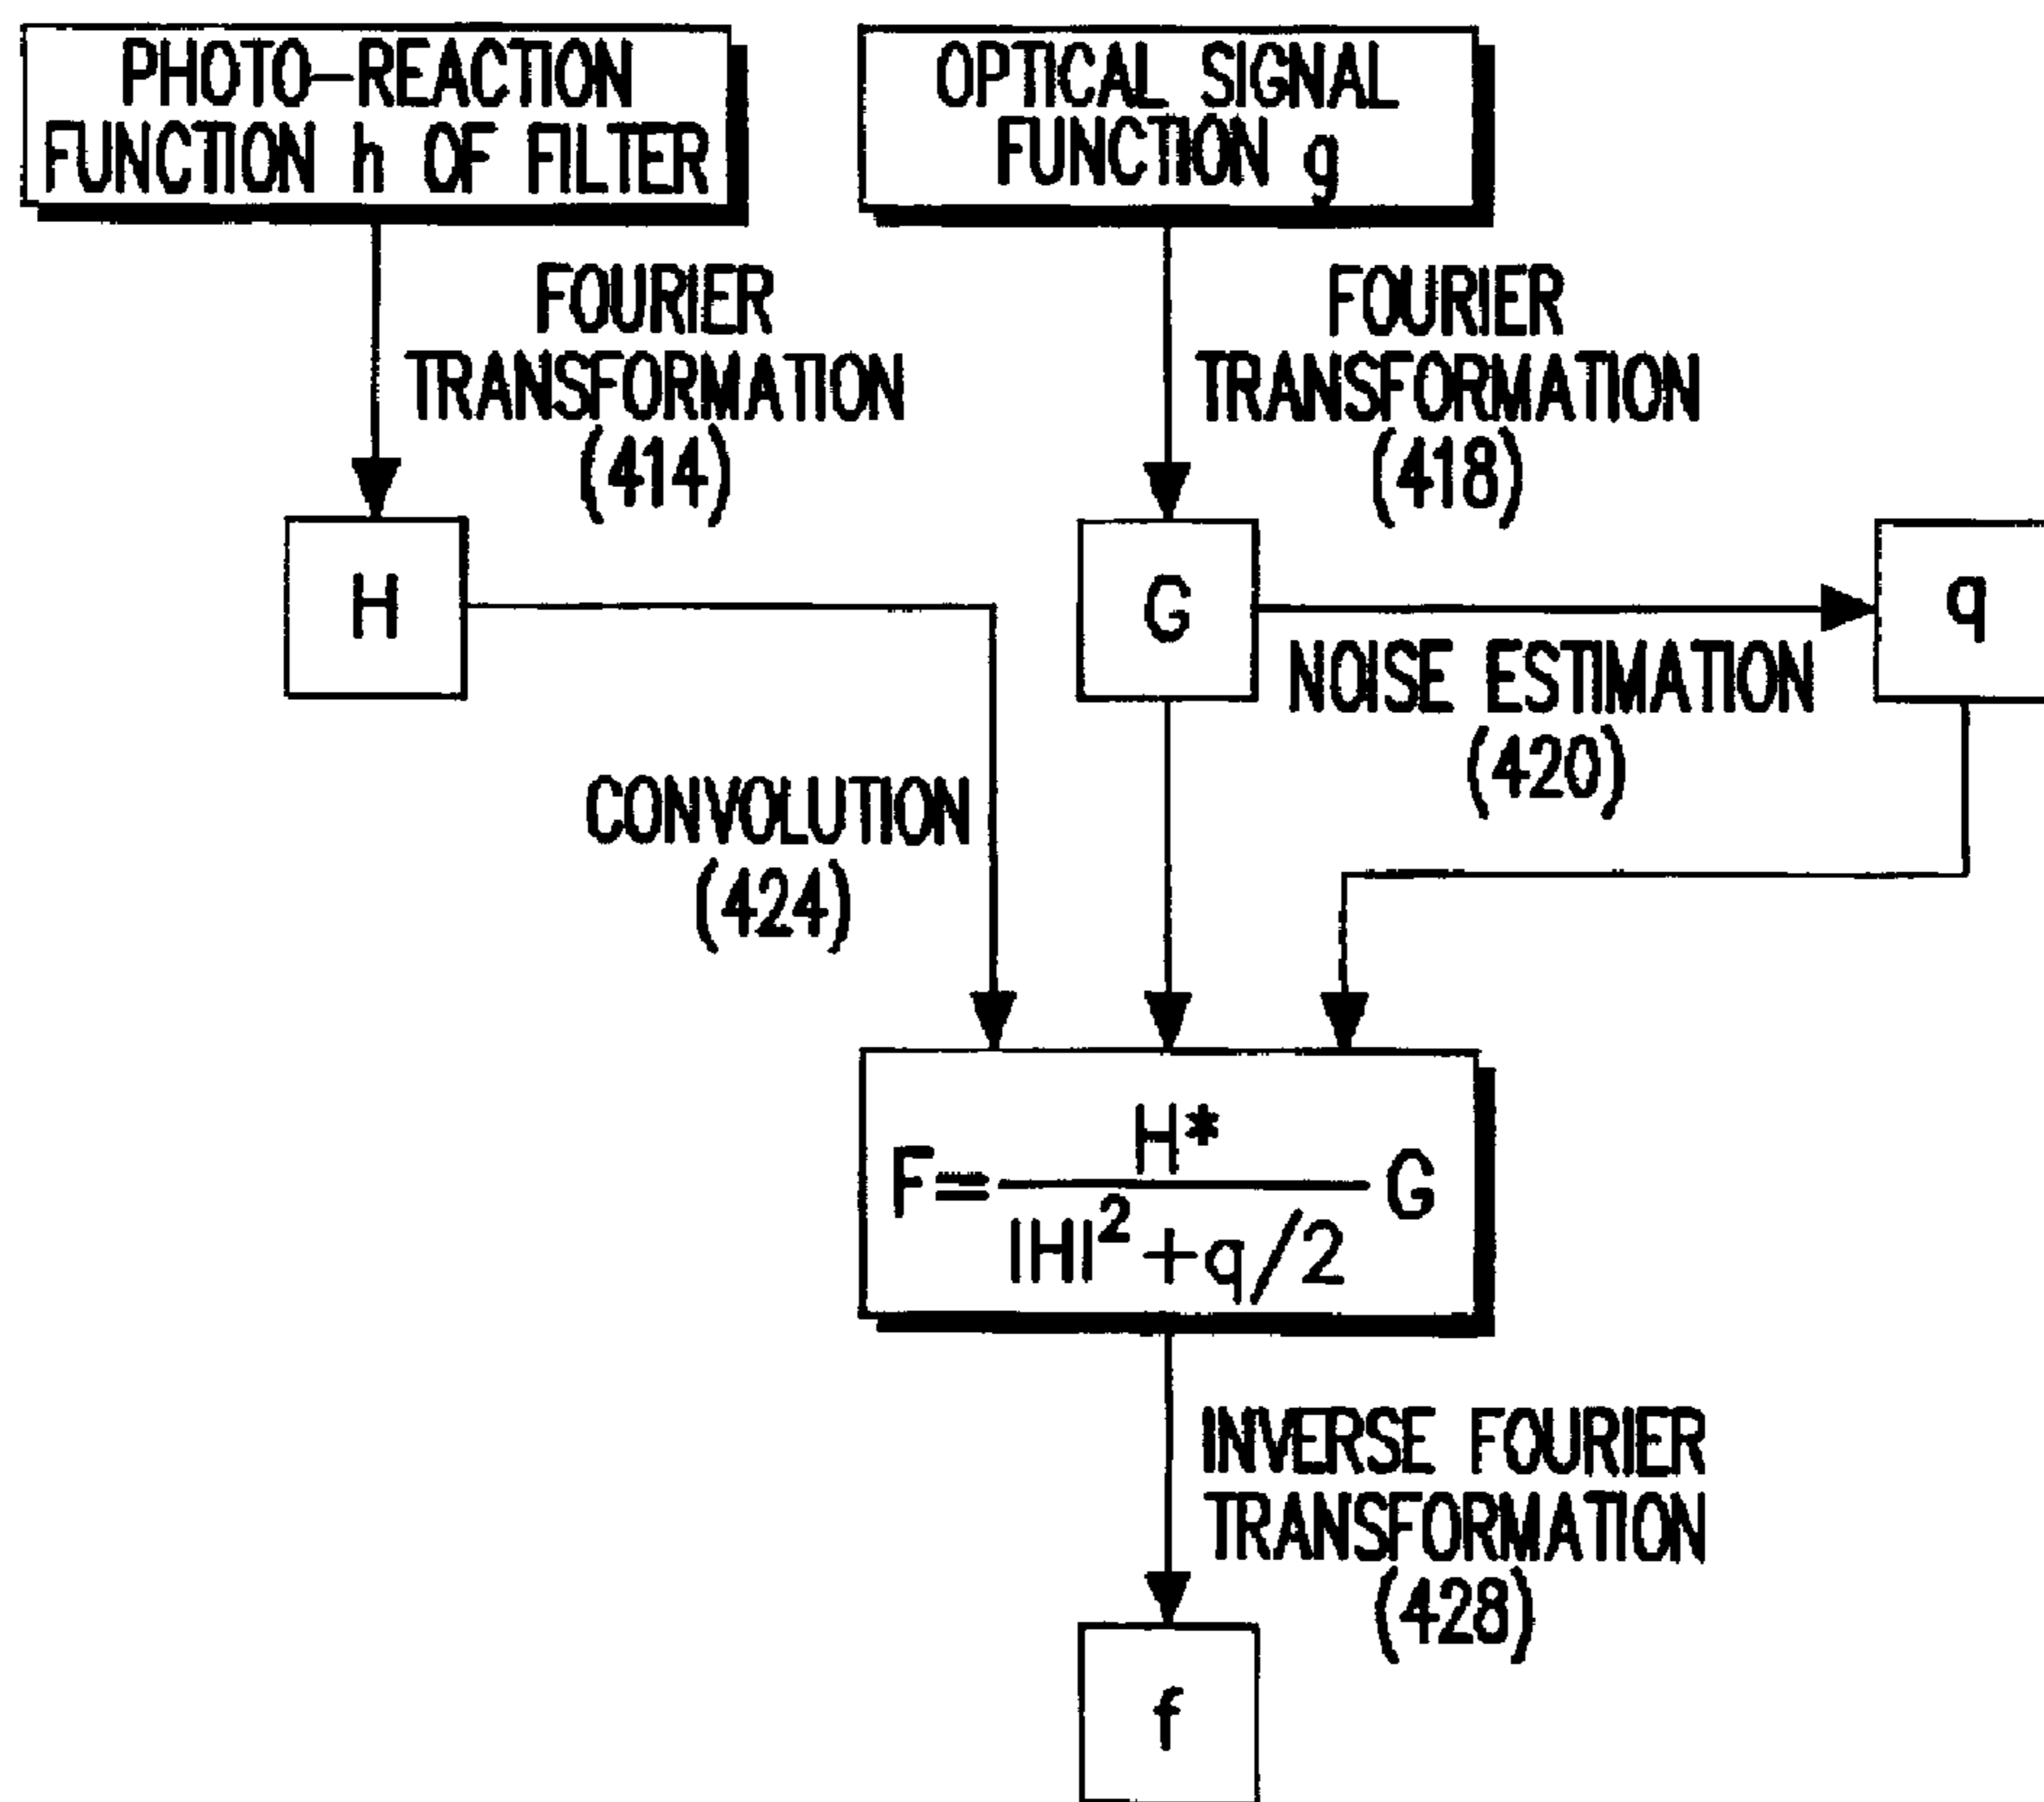 PHOTO-REACTION
FUNCTION h OF FILTER
OPTICAL SIGNAL
FUNCTION g
FOURIER
TRANSFORMATION
(414)
FOURIER
TRANSFORMATION
(418)
H
G
q
NOISE ESTIMATION
(420)
CONVOLUTION
(424)
F= H* / |H|²+q/2 G
INVERSE FOURIER
TRANSFORMATION
(428)
f